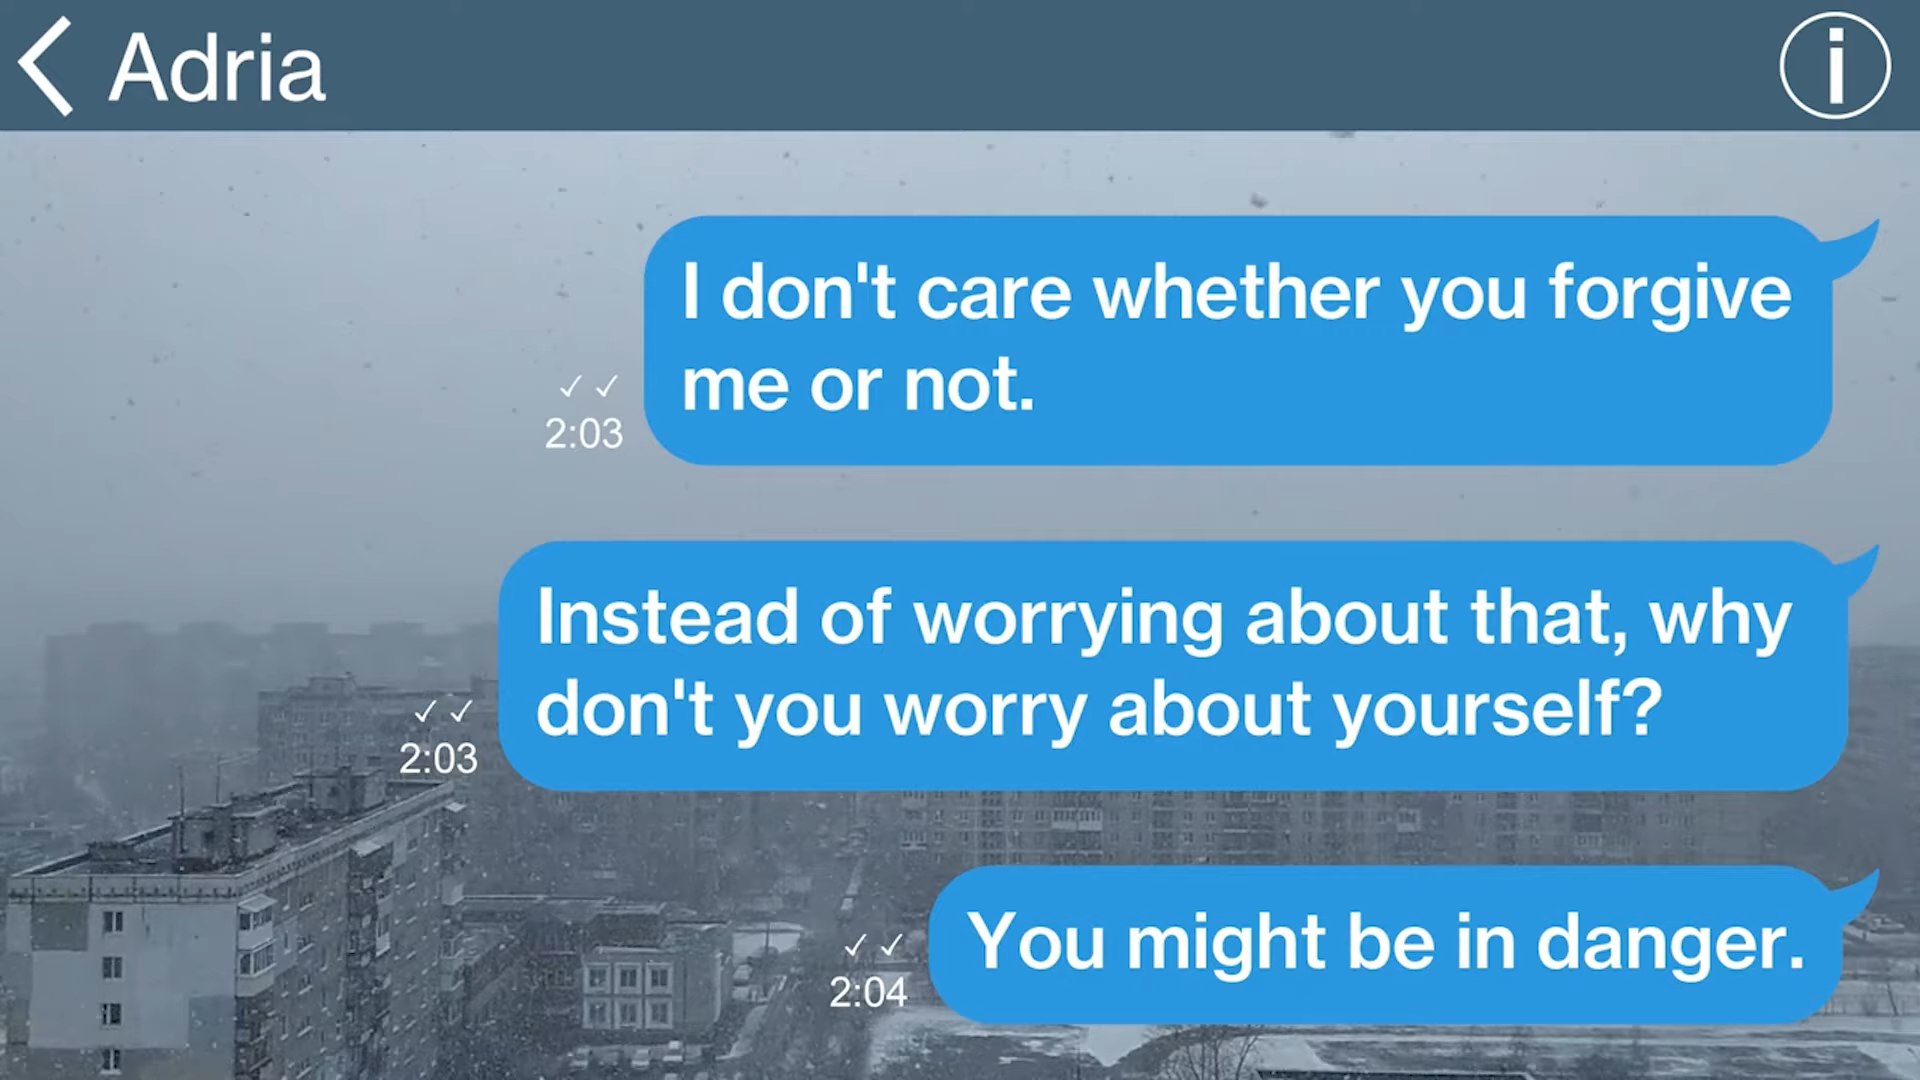 Adria
I don't care whether you forgive
me or not.
2:03
Instead of worrying about that, why
don't you worry about yourself?
2:03
You might be in danger.
2:04